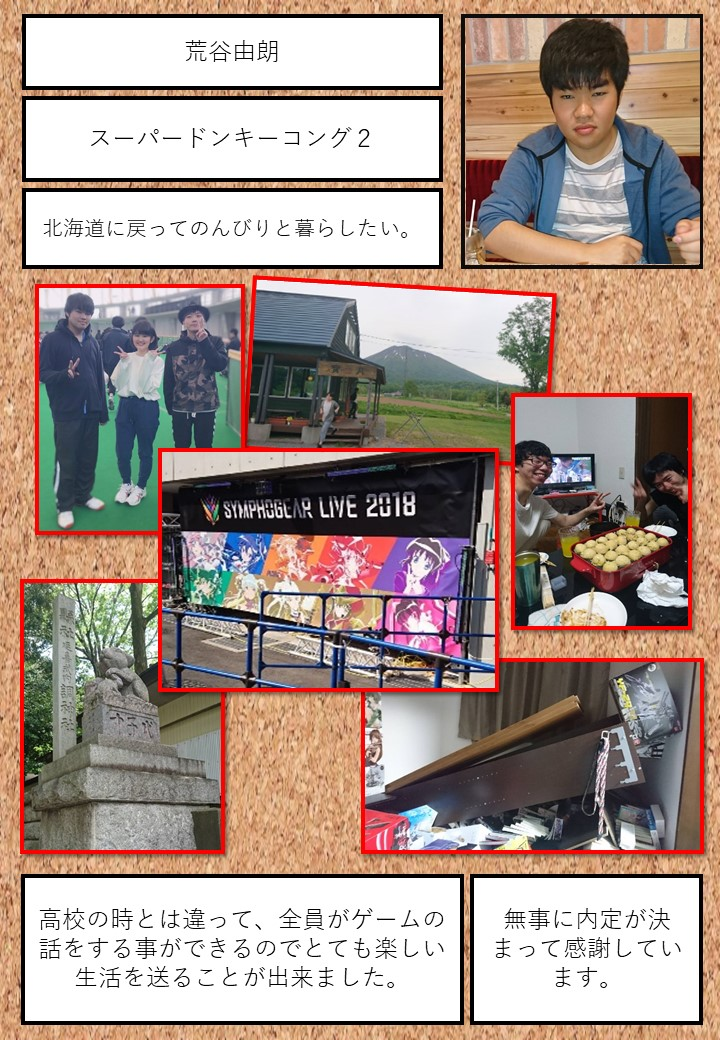 荒谷由朗
スーパードンキーコング２
北海道に戻ってのんびりと暮らしたい。
SYMPHOGEAR LIVE 2018
調神社
高校の時とは違って、全員がゲームの
話をする事ができるのでとても楽しい
生活を送ることが出来ました。
無事に内定が決
まって感謝してい
ます。